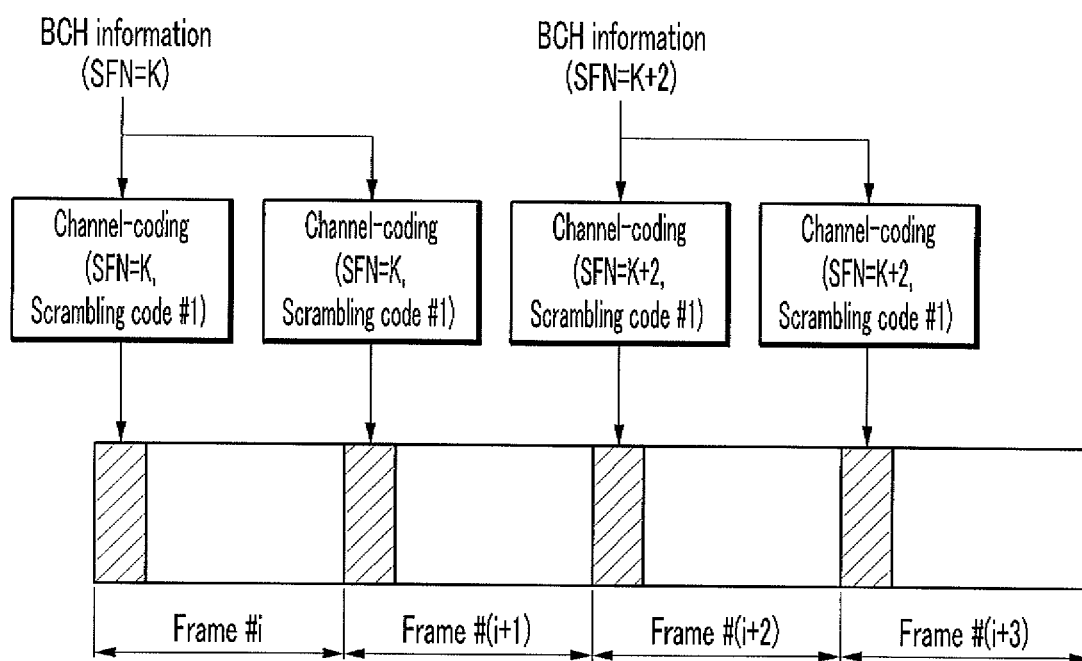 BCH information
(SFN=K)
BCH information
(SFN=K+2)
Channel-coding
(SFN=K,
Scrambling code #1)
Channel-coding
(SFN=K,
Scrambling code #1)
Channel-coding
(SFN=K+2,
Scrambling code #1)
Channel-coding
(SFN=K+2,
Scrambling code #1)
Frame #i
Frame #(i+1)
Frame #(i+2)
Frame #(i+3)